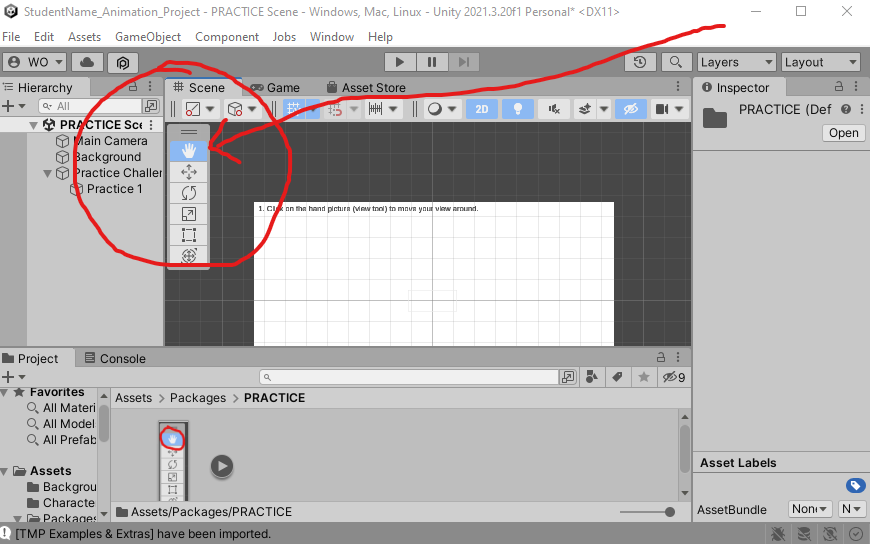 StudentName_Animation_Project - PRACTICE Scene - Windows, Mac, Linux - Unity 2021.3.20f1 Personal* <DX11>
File Edit Assets GameObject Component Jobs Window Help
WO Layers Layout
Hierarchy Scene Game Asset Store Inspector
All 2D
PRACTICE Sce PRACTICE (Def
Open
Main Camera
Background
Practice Challen
Practice 1
1. Click on the hand picture (view tool) to move your view around.
Project Console
9
Favorites
All Materi
All Model
All Prefab
Assets > Packages > PRACTICE
Assets
Backgrou
Characte
Packages
Assets/Packages/PRACTICE
Asset Labels
AssetBundle None N
[TMP Examples & Extras] have been imported.